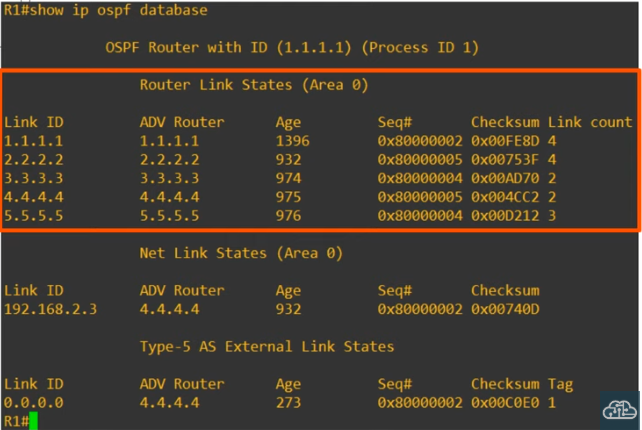 R1#show ip ospf database
OSPF Router with ID (1.1.1.1) (Process ID 1)
Router Link States (Area 0)
Link ID ADV Router Age Seq# Checksum Link count
1.1.1.1 1.1.1.1 1396 0x80000002 0x00FE8D 4
2.2.2.2 2.2.2.2 932 0x80000005 0x00753F 4
3.3.3.3 3.3.3.3 974 0x80000004 0x00AD70 2
4.4.4.4 4.4.4.4 975 0x80000005 0x004CC2 2
5.5.5.5 5.5.5.5 976 0x80000004 0x00D212 3
Net Link States (Area 0)
Link ID ADV Router Age Seq# Checksum
192.168.2.3 4.4.4.4 932 0x80000002 0x00740D
Type-5 AS External Link States
Link ID ADV Router Age Seq# Checksum Tag
0.0.0.0 4.4.4.4 273 0x80000002 0x00C0E0 1
R1#